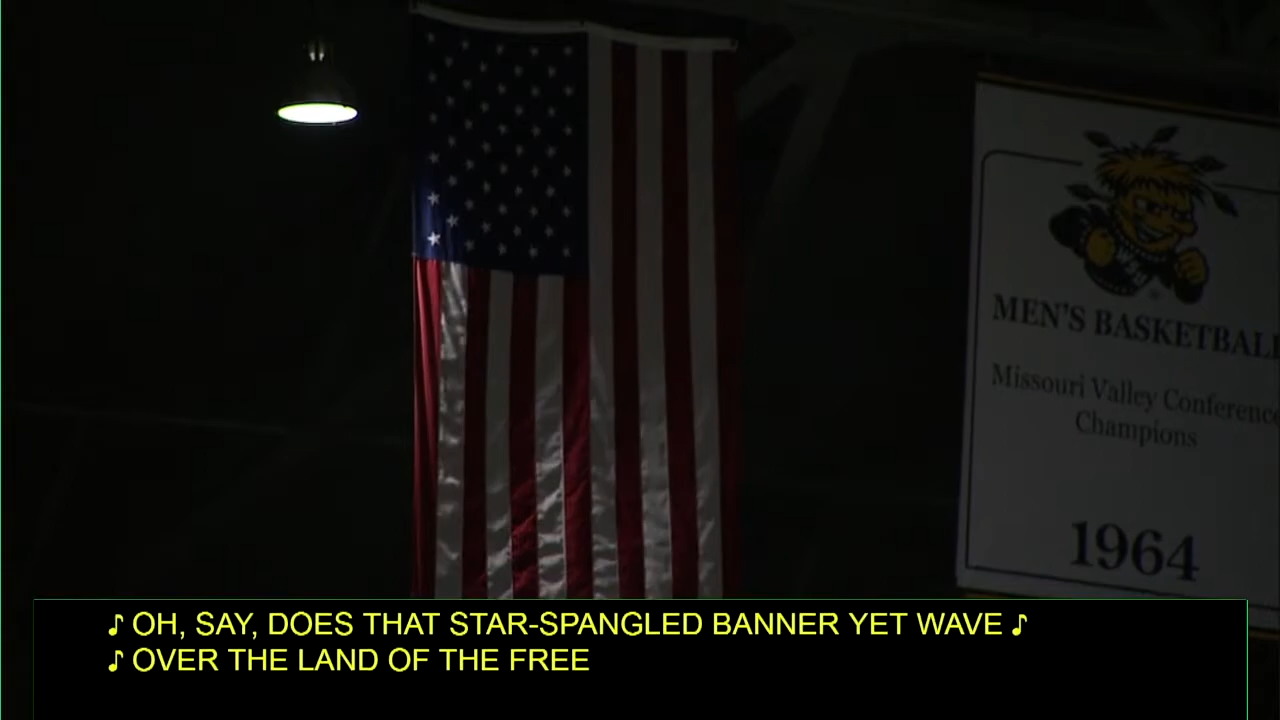 MEN'S BASKETBALL
Missouri Valley Conference
Champions
1964
♪ OH, SAY, DOES THAT STAR-SPANGLED BANNER YET WAVE ♪
♪ OVER THE LAND OF THE FREE